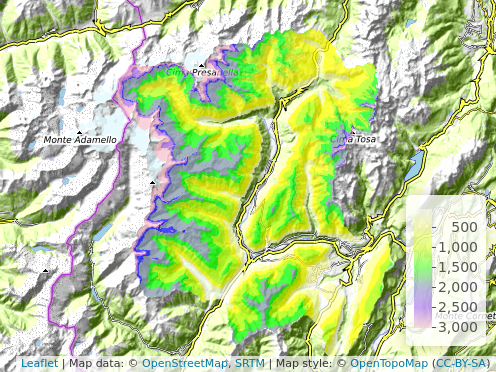 Cima Presanella
Monte Adamello
Cima Tosa
500
1,000
1,500
2,000
2,500
3,000
Leaflet | Map data: © OpenStreetMap, SRTM | Map style: © OpenTopoMap (CC-BY-SA)